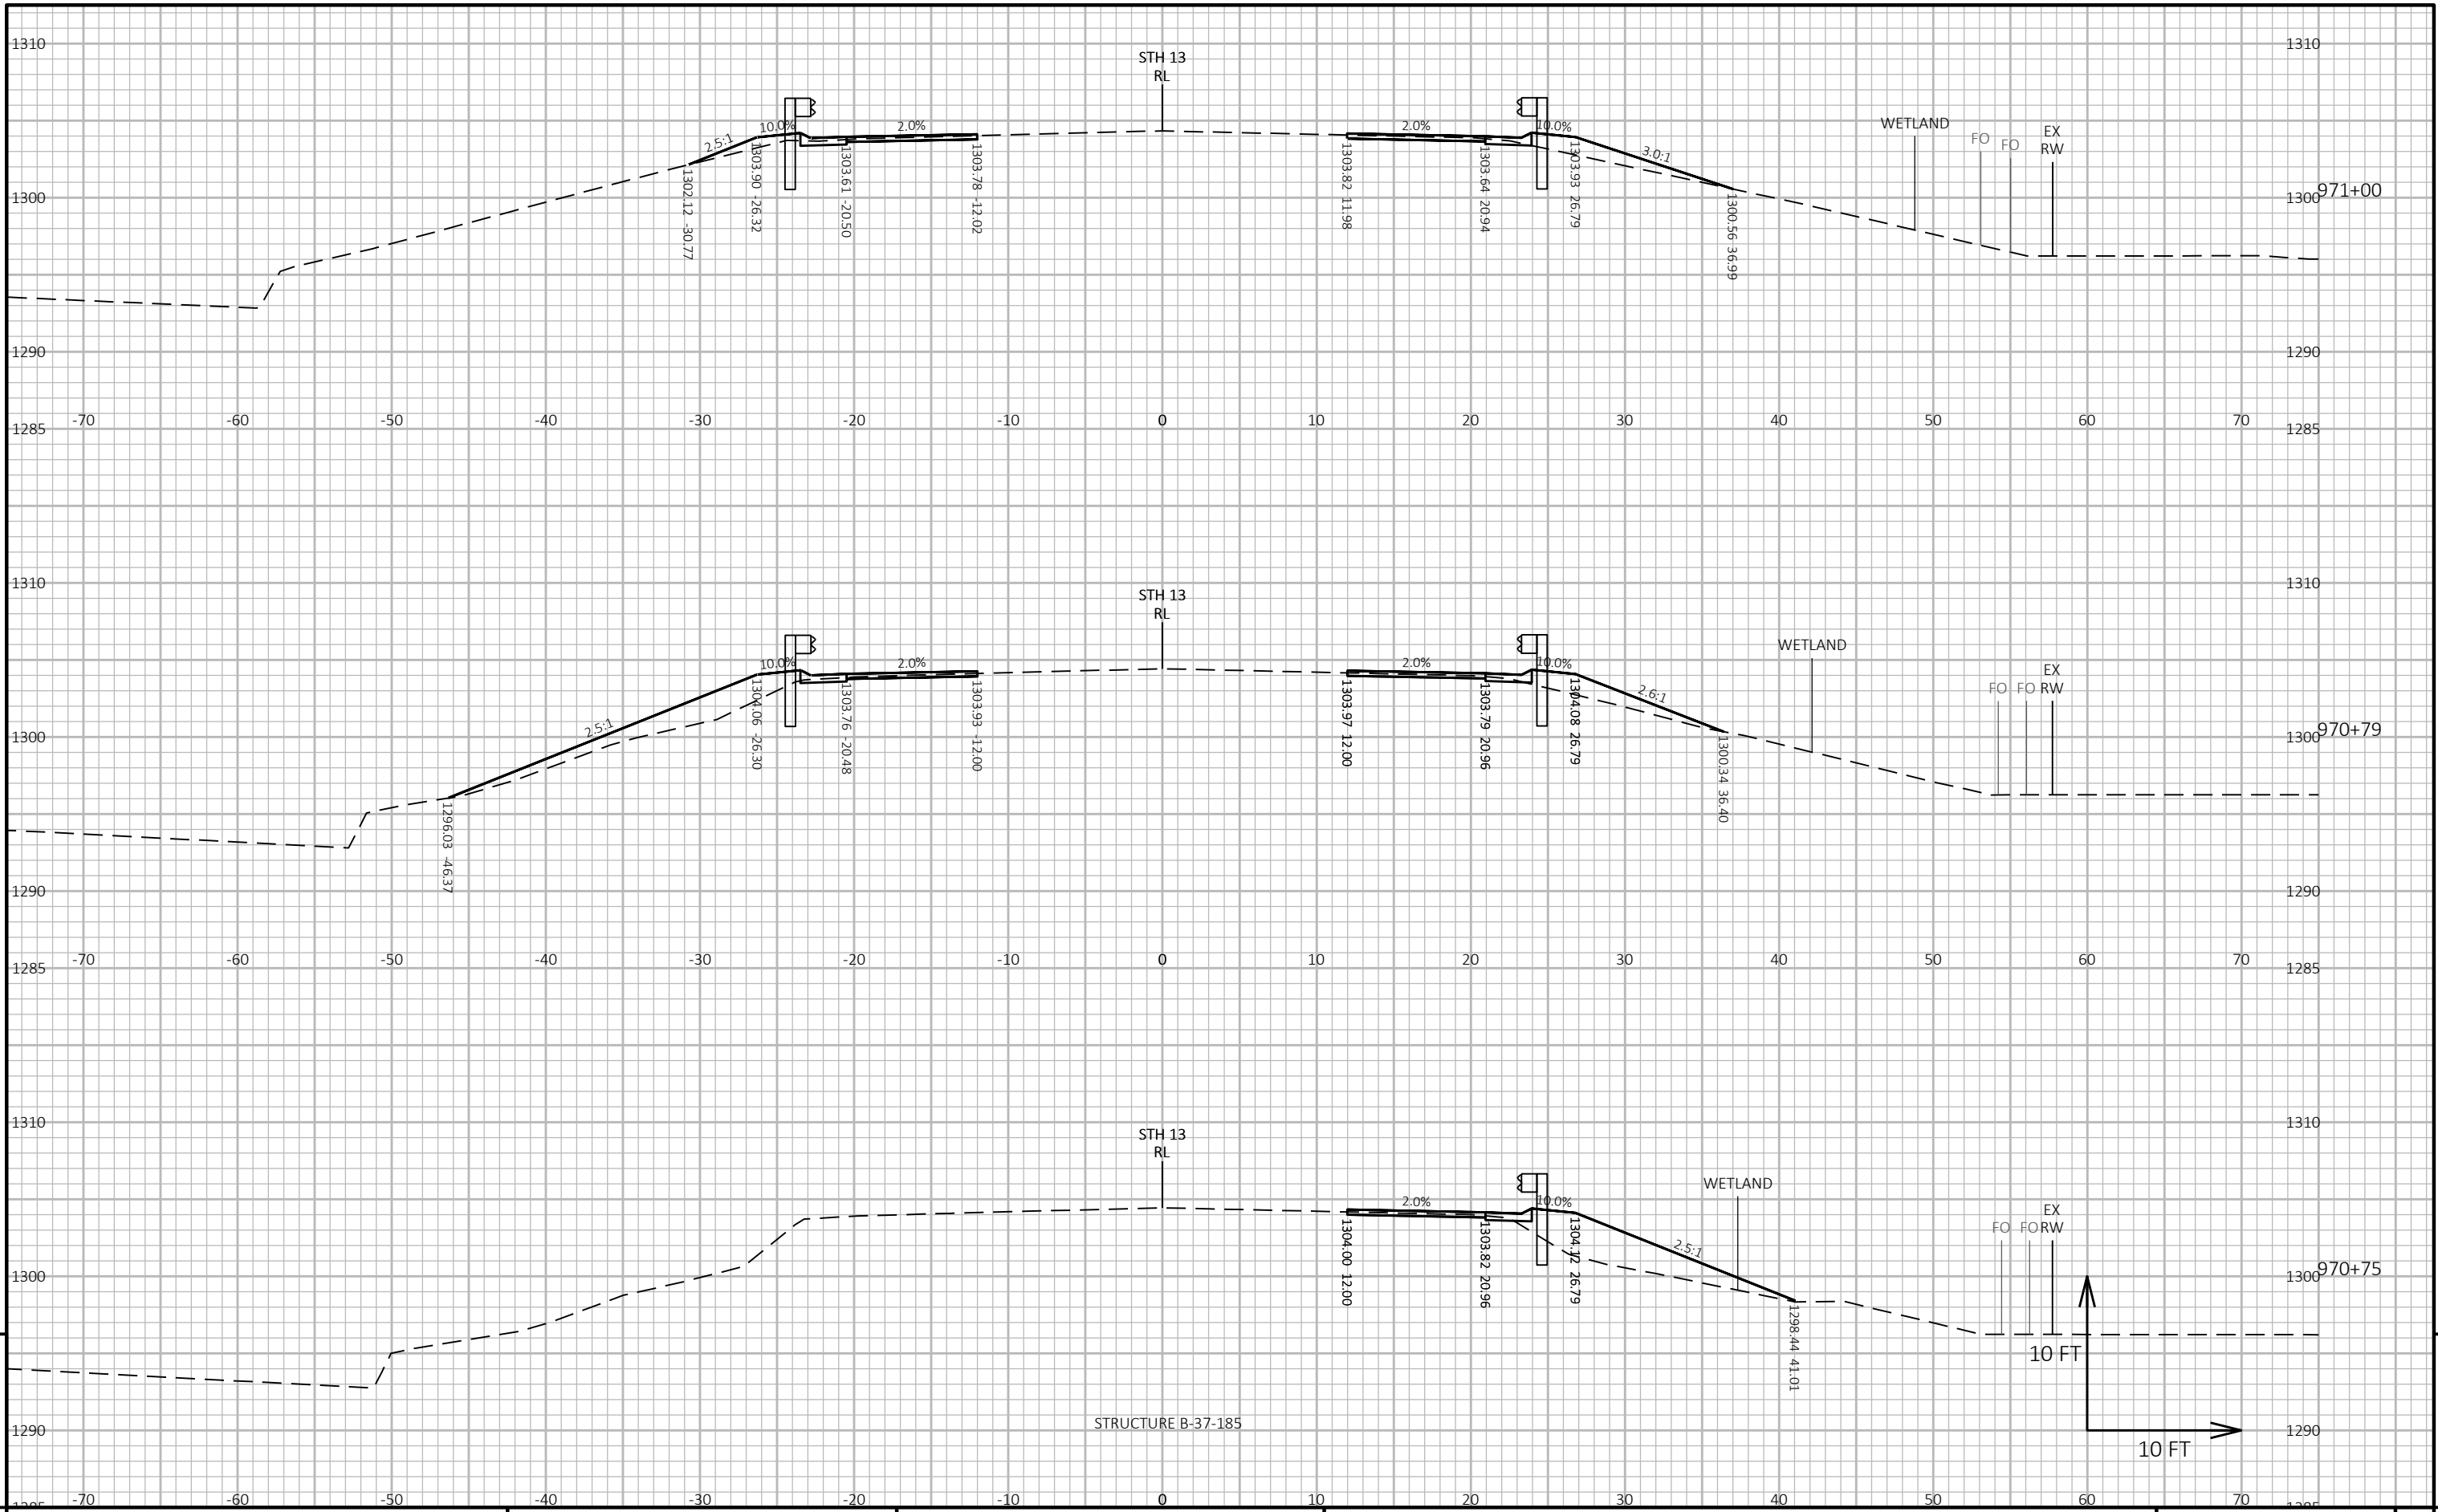 1310
1310
STH 13
RL
2.5:1
10.0%
2.0%
2.0%
10.0%
3.0:1
WETLAND
FO
FO
EX
RW
1302.12 -30.77
1303.90 -26.32
1303.61 -20.50
1303.78 -12.02
1303.82 11.98
1303.64 20.94
1303.93 26.79
1300.56 36.99
1300
1300
971+00
1290
1290
-70 -60 -50 -40 -30 -20 -10 0 10 20 30 40 50 60 70
1285
1285
1310
1310
STH 13
RL
2.5:1
10.0%
2.0%
2.0%
10.0%
2.6:1
WETLAND
FO
FO
EX
RW
1296.03 -46.37
1304.06 -26.30
1303.76 -20.48
1303.93 -12.00
1303.97 12.00
1303.79 20.96
1304.08 26.79
1300.34 36.40
1300
1300
970+79
1290
1290
-70 -60 -50 -40 -30 -20 -10 0 10 20 30 40 50 60 70
1285
1285
1310
1310
STH 13
RL
2.0%
10.0%
2.5:1
WETLAND
FO
FO
EX
RW
1304.00 12.00
1303.82 20.96
1304.12 26.79
1298.44 41.01
1300
1300
970+75
10 FT
STRUCTURE B-37-185
1290
1290
10 FT
-70 -60 -50 -40 -30 -20 -10 0 10 20 30 40 50 60 70
1285
1285